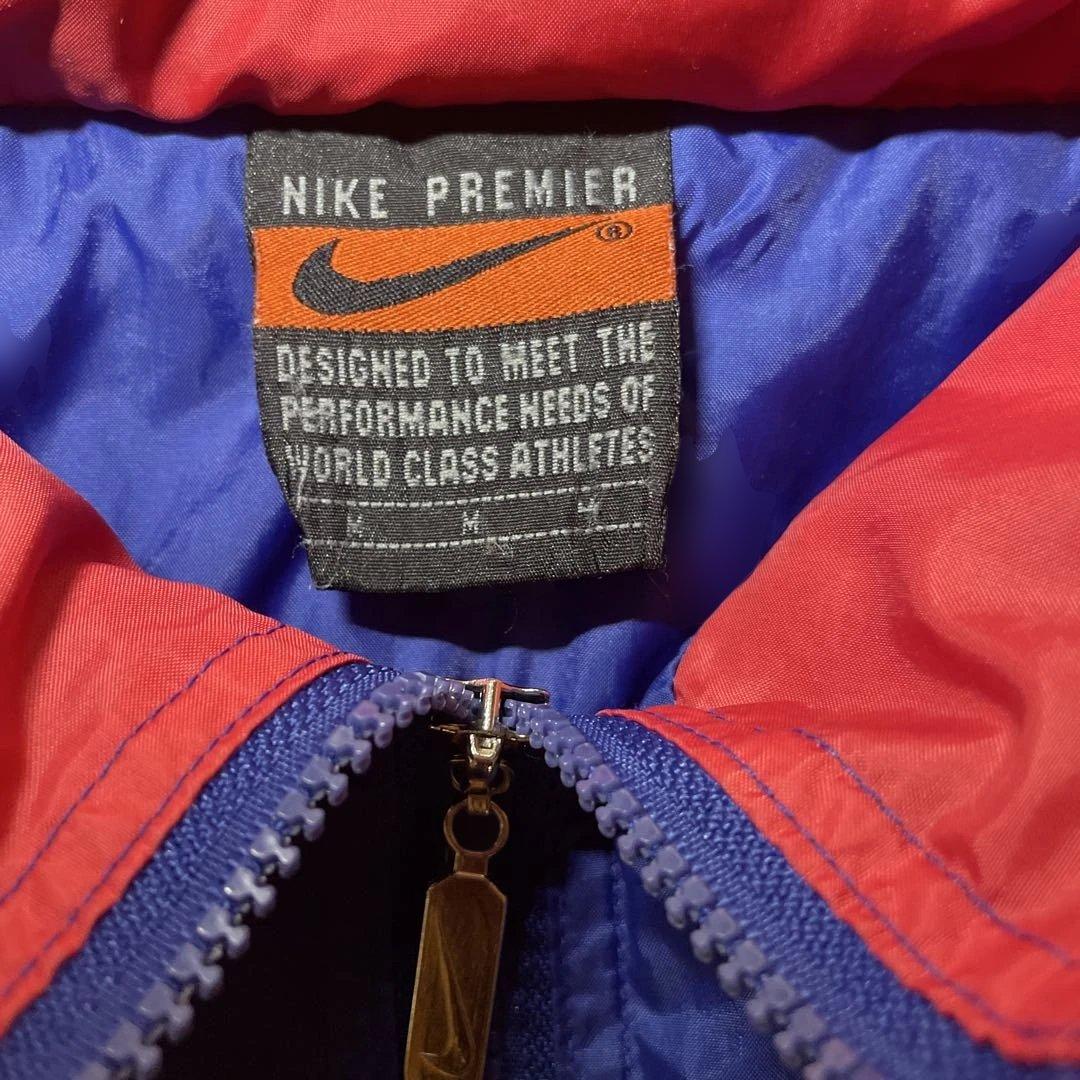 NIKE PREMIER
®
DESIGNED TO MEET THE
PERFORMANCE NEEDS OF
WORLD CLASS ATHLETES
M M M